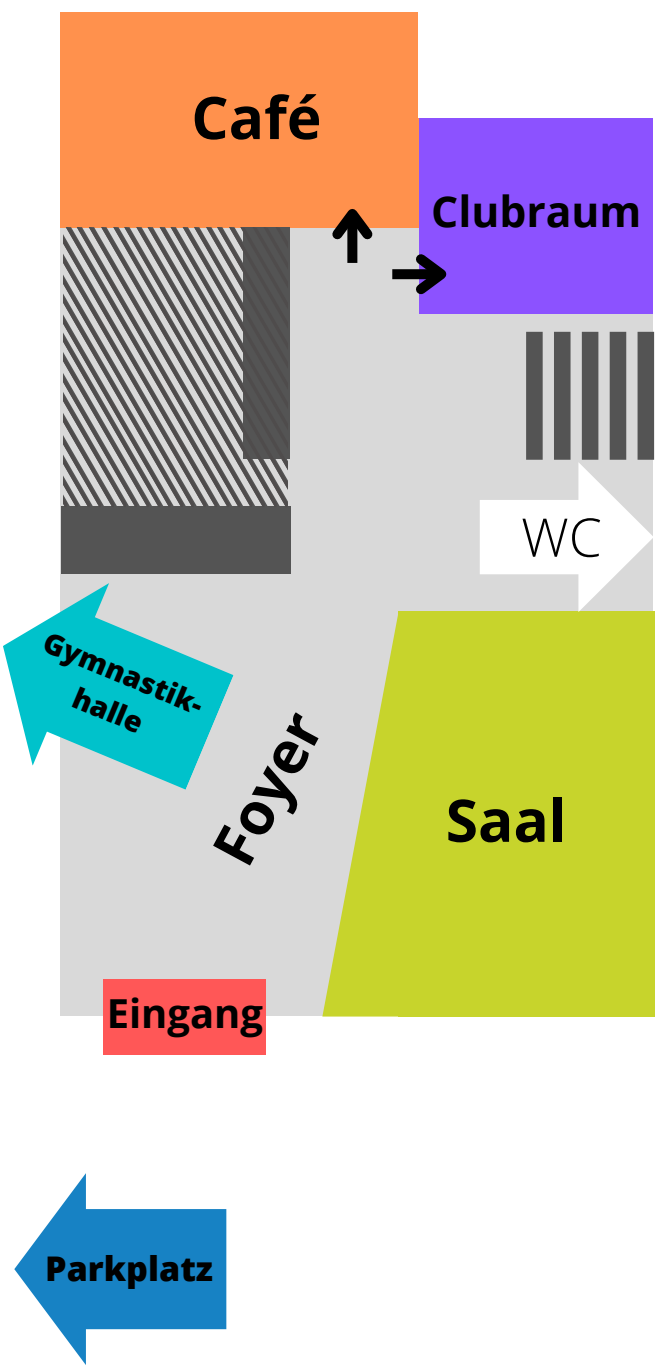 Café
Clubraum
WC
Gymnastik-
halle
Foyer
Saal
Eingang
Parkplatz